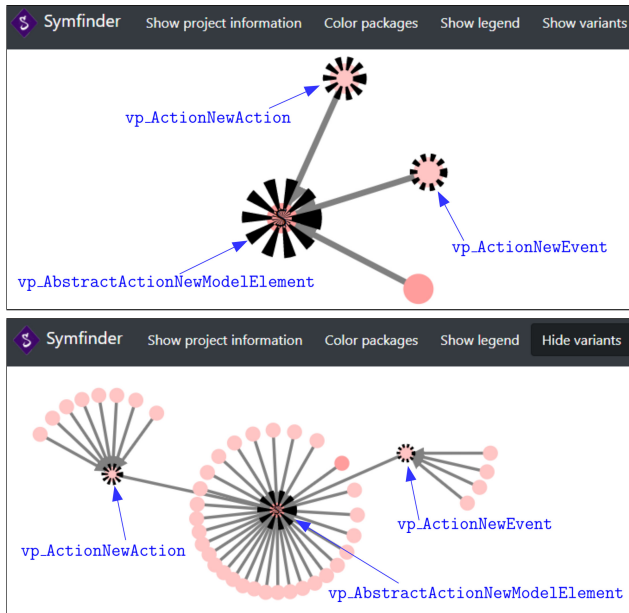 Symfinder Show project information Color packages Show legend Show variants
vp_ActionNewAction
vp_ActionNewEvent
vp_AbstractActionNewModelElement
Symfinder Show project information Color packages Show legend Hide variants
vp_ActionNewEvent
vp_ActionNewAction
vp_AbstractActionNewModelElement